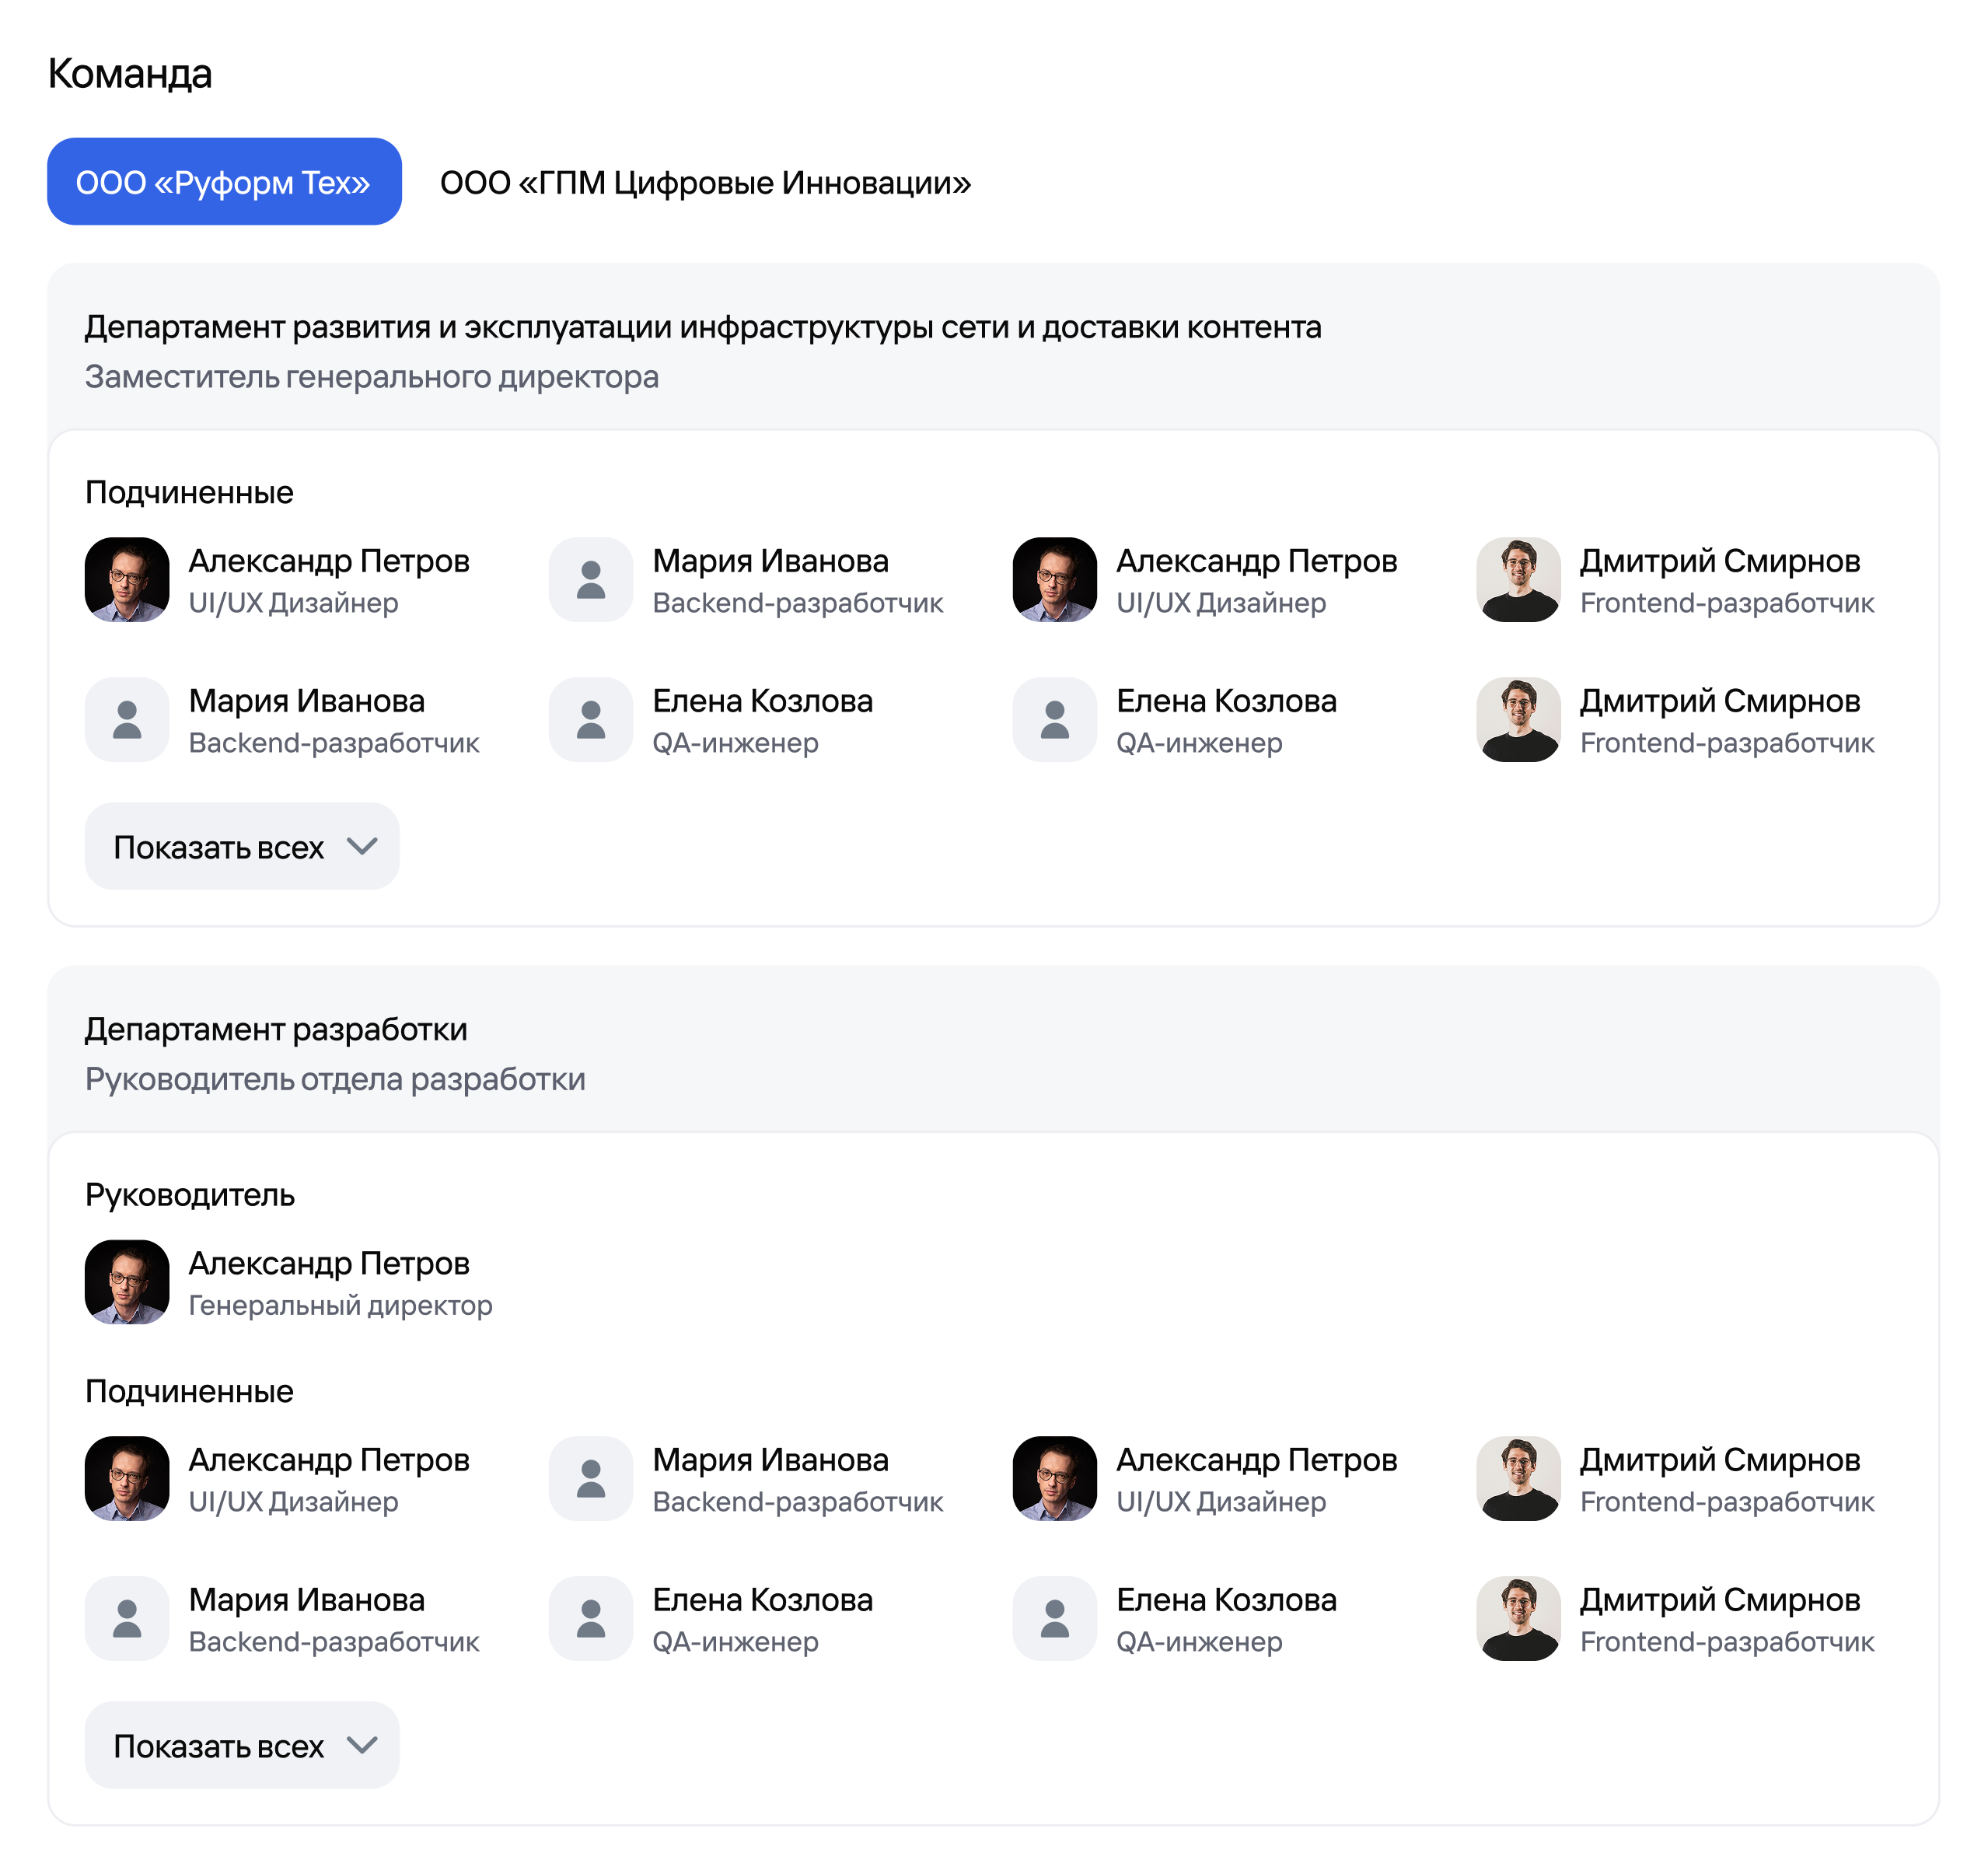 Команда
ООО «Руформ Тех» ООО «ГПМ Цифровые Инновации»
Департамент развития и эксплуатации инфраструктуры сети и доставки контента
Заместитель генерального директора
Подчиненные
Александр Петров Мария Иванова Александр Петров Дмитрий Смирнов
UI/UX Дизайнер Backend-разработчик UI/UX Дизайнер Frontend-разработчик
Мария Иванова Елена Козлова Елена Козлова Дмитрий Смирнов
Backend-разработчик QA-инженер QA-инженер Frontend-разработчик
Показать всех
Департамент разработки
Руководитель отдела разработки
Руководитель
Александр Петров
Генеральный директор
Подчиненные
Александр Петров Мария Иванова Александр Петров Дмитрий Смирнов
UI/UX Дизайнер Backend-разработчик UI/UX Дизайнер Frontend-разработчик
Мария Иванова Елена Козлова Елена Козлова Дмитрий Смирнов
Backend-разработчик QA-инженер QA-инженер Frontend-разработчик
Показать всех